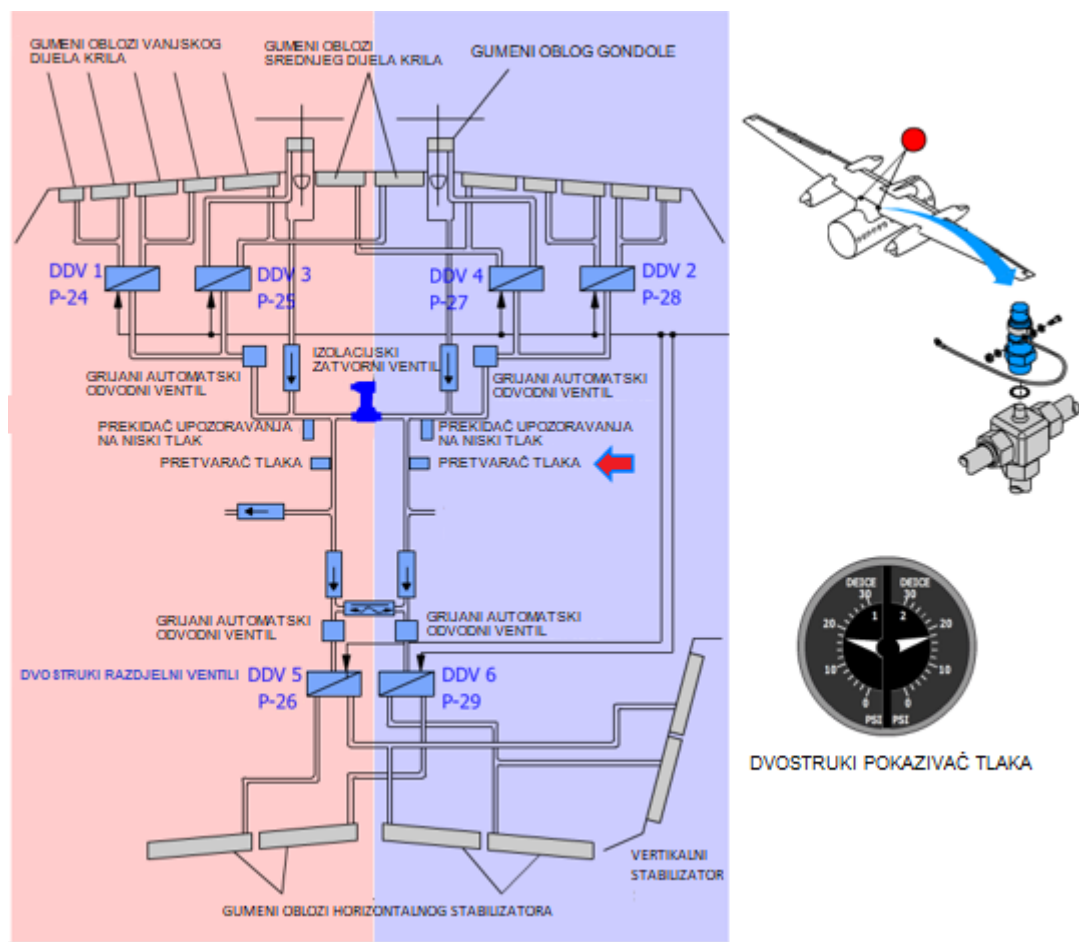 GUMENI OBLOZI VANJSKOG
DIJELA KRILA
GUMENI OBLOZI
SREDNJEG DIJELA KRILA
GUMENI OBLOG GONDOLE
DDV 1
P-24
DDV 3
P-25
DDV 4
P-27
DDV 2
P-28
IZOLACIJSKI
ZATVORNI VENTIL
GRIJANI AUTOMATSKI
ODVODNI VENTIL
GRIJANI AUTOMATSKI
ODVODNI VENTIL
PREKIDAČ UPOZORAVANJA
NA NISKI TLAK
PREKIDAČ UPOZORAVANJA
NA NISKI TLAK
PRETVARAČ TLAKA
PRETVARAČ TLAKA
GRIJANI AUTOMATSKI
ODVODNI VENTIL
GRIJANI AUTOMATSKI
ODVODNI VENTIL
DVOSTRUKI RAZDJELNI VENTILI
DDV 5
P-26
DDV 6
P-29
VERTIKALNI
STABILIZATOR
GUMENI OBLOZI HORIZONTALNOG STABILIZATORA
DEICE DEICE
30 30
1 2
20 20
10 10
0 0
PSI PSI
DVOSTRUKI POKAZIVAČ TLAKA